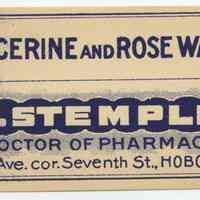 CERINE AND ROSE WA
.STEMPL
OCTOR OF PHARMAC
Ave. cor. Seventh St., HOBO